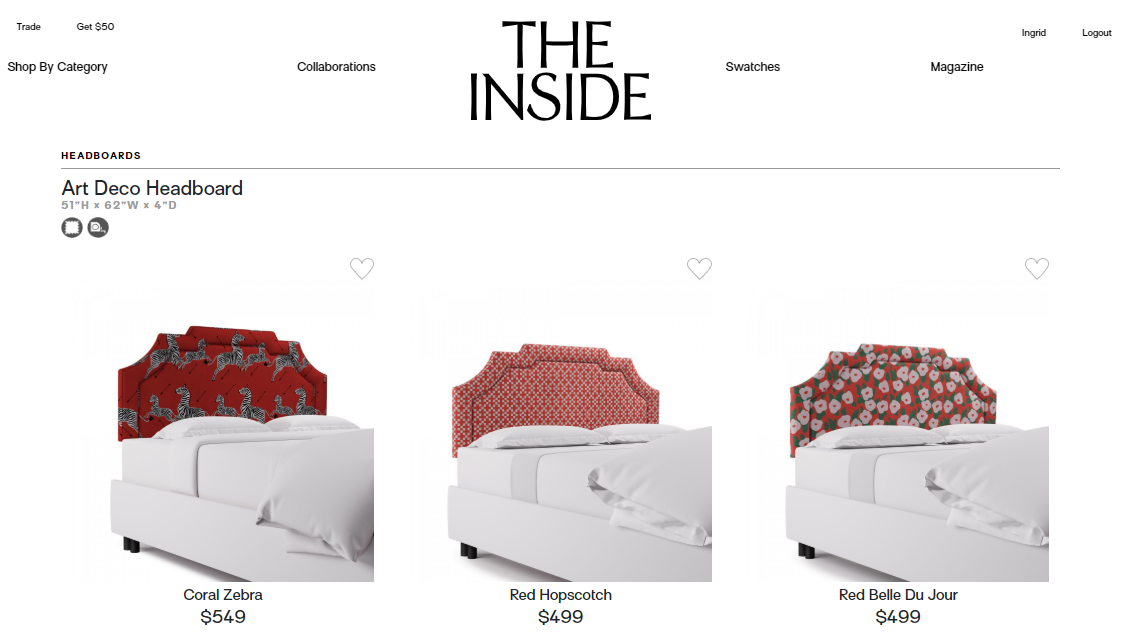 Trade
Get $50
THE
INSIDE
Ingrid
Logout
Shop By Category
Collaborations
Swatches
Magazine
HEADBOARDS
Art Deco Headboard
51"H x 62"W x 4"D
Coral Zebra
$549
Red Hopscotch
$499
Red Belle Du Jour
$499